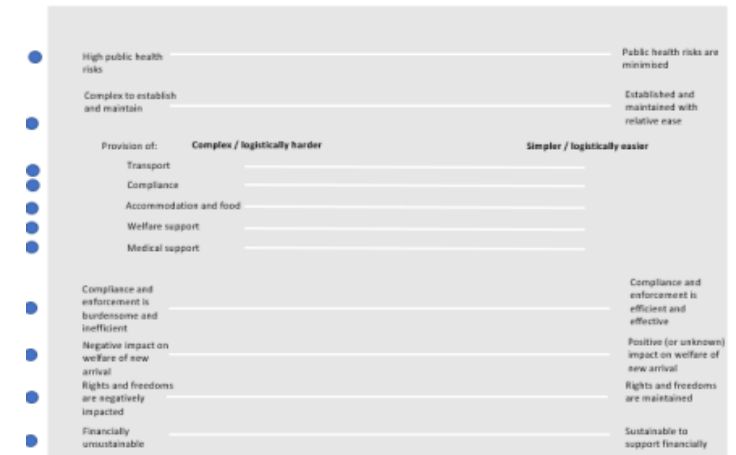 High public health
risks
Public health risks are
minimised
Complex to establish
and maintain
Established and
maintained with
relative ease
Provision of:
Complex / logistically harder
Simpler / logistically easier
Transport
Compliance
Accommodation and food
Welfare support
Medical support
Compliance and
enforcement is
burdensome and
inefficient
Compliance and
enforcement is
efficient and
effective
Negative impact on
welfare of new
arrival
Positive (or unknown)
impact on welfare of
new arrival
Rights and freedoms
are negatively
impacted
Rights and freedoms
are maintained
Financially
unsustainable
Sustainable to
support financially